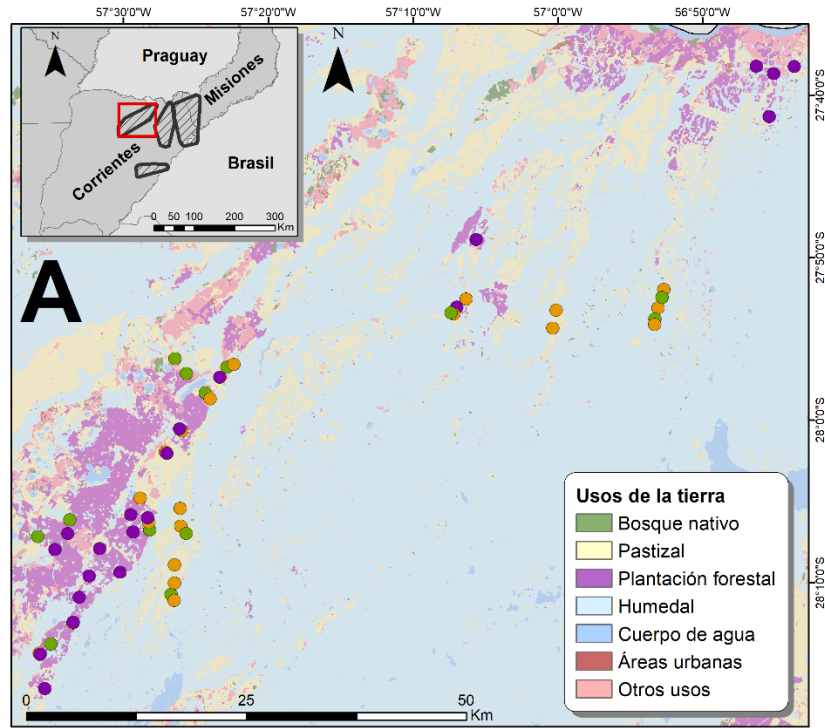 57°30'0"W 57°20'0"W 57°10'0"W 57°0'0"W 56°50'0"W
N
Praguay
Misiones
Corrientes
Brasil
0 50 100 200 300
Km
N
A
27°40'0"S
27°50'0"S
28°0'0"S
28°10'0"S
Usos de la tierra
Bosque nativo
Pastizal
Plantación forestal
Humedal
Cuerpo de agua
Áreas urbanas
Otros usos
0 25 50
Km